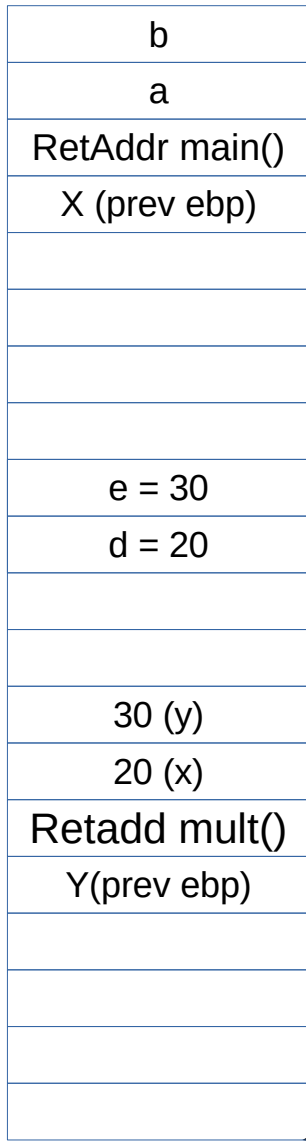 b
a
RetAddr main()
X (prev ebp)
e = 30
d = 20
30 (y)
20 (x)
Retadd mult()
Y(prev ebp)